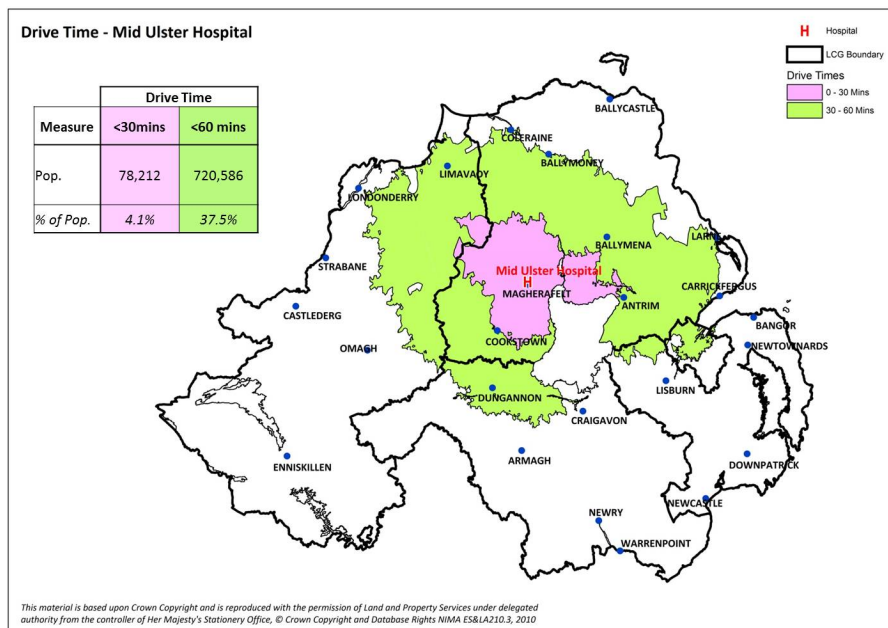 Drive Time - Mid Ulster Hospital
H Hospital
LCG Boundary
Drive Times
0 - 30 Mins
30 - 60 Mins
Drive Time
Measure <30mins <60 mins
Pop. 78,212 720,586
% of Pop. 4.1% 37.5%
BALLYCASTLE
COLERAINE
BALLYMONEY
LIMAVADY
LONDONDERRY
BALLYMENA
LARNE
STRABANE
Mid Ulster Hospital
H
MAGHERAFELT
CARRICKFERGUS
ANTRIM
CASTLEDERG
BANGOR
COOKSTOWN
NEWTOWNARDS
OMAGH
LISBURN
DUNGANNON
CRAIGAVON
ARMAGH
ENNISKILLEN
DOWNPATRICK
NEWCASTLE
NEWRY
WARRENPOINT
This material is based upon Crown Copyright and is reproduced with the permission of Land and Property Services under delegated
authority from the controller of Her Majesty's Stationery Office, © Crown Copyright and Database Rights NIMA ES&LA210.3, 2010